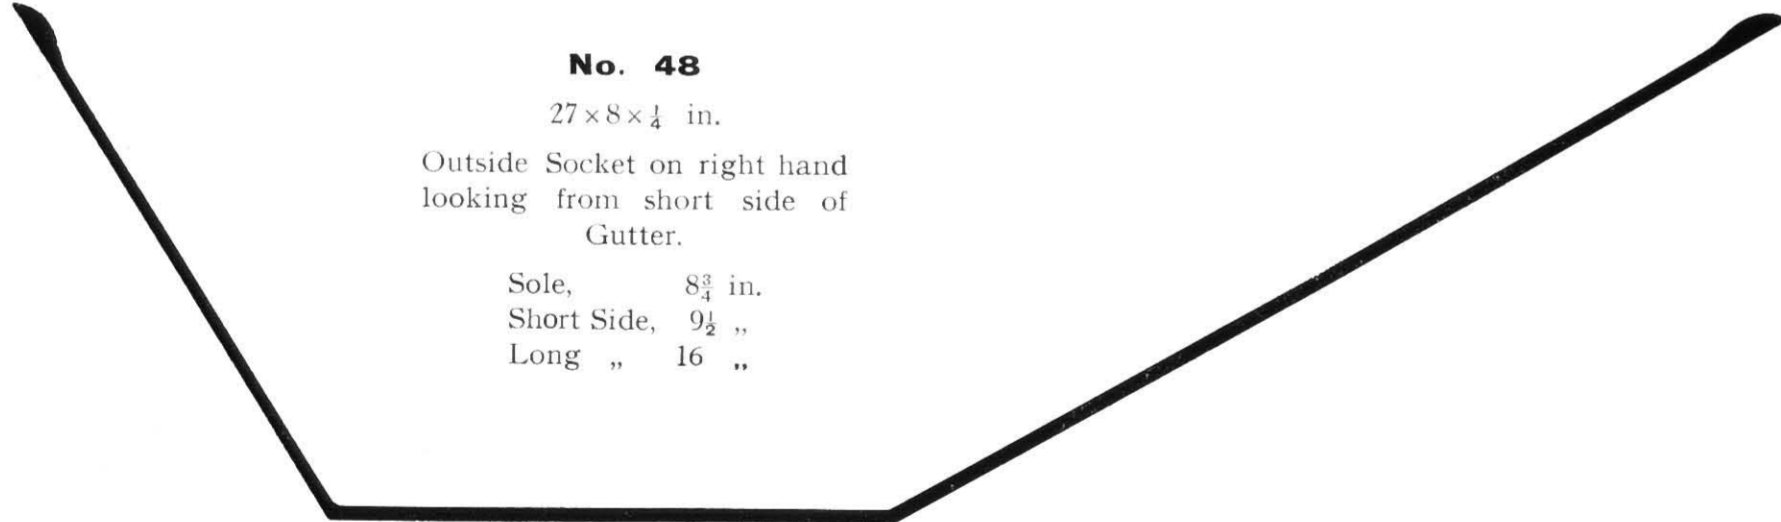 No. 48
27 × 8 × ¼ in.
Outside Socket on right hand
looking from short side of
Gutter.
Sole, 8¾ in.
Short Side, 9½ „
Long „ 16 „